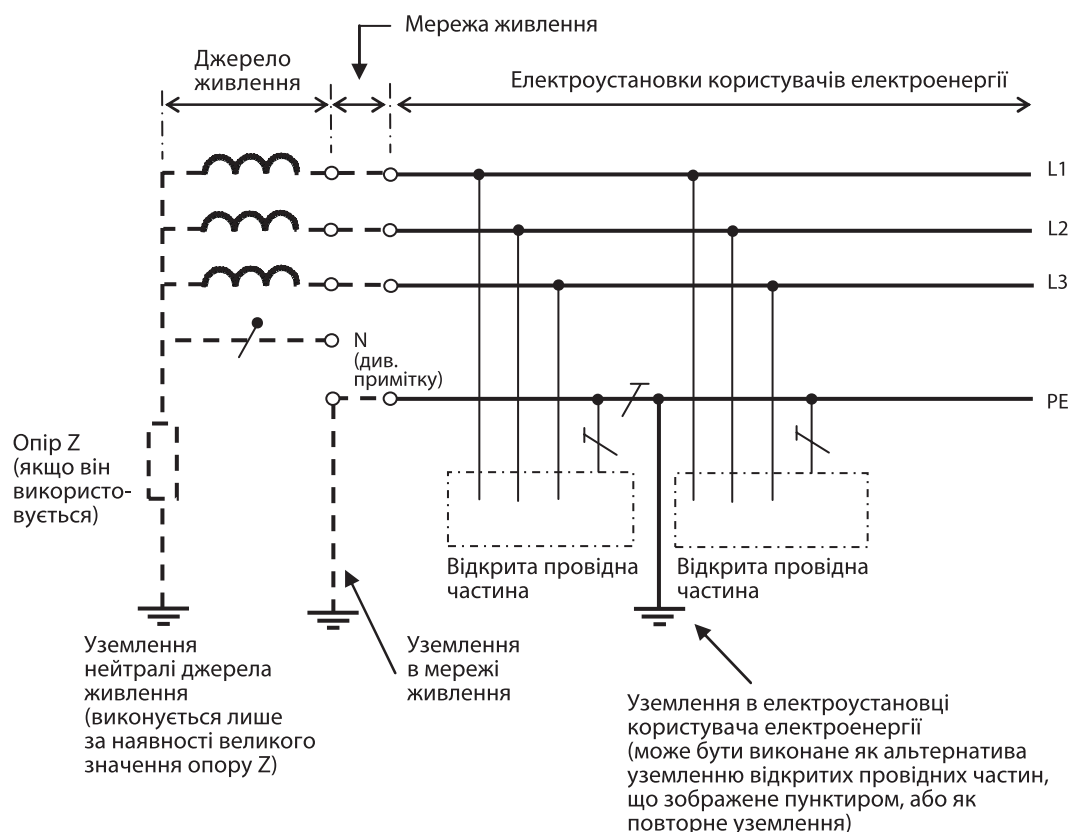 Мережа живлення
Джерело
живлення
Електроустановки користувачів електроенергії
L1
L2
L3
N
(див.
примітку)
PE
Опір Z
(якщо він
використо-
вується)
Відкрита провідна
частина
Відкрита провідна
частина
Уземлення
нейтралі джерела
живлення
(виконується лише
за наявності великого
значення опору Z)
Уземлення
в мережі
живлення
Уземлення в електроустановці
користувача електроенергії
(може бути виконане як альтернатива
уземленню відкритих провідних частин,
що зображене пунктиром, або як
повторне уземлення)